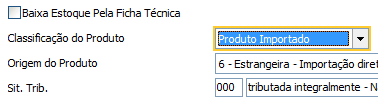 Baixa Estoque Pela Ficha Técnica
Classificação do Produto Produto Importado
Origem do Produto 6 - Estrangeira - Importação diret
Sit. Trib. 000 tributada integralmente - N